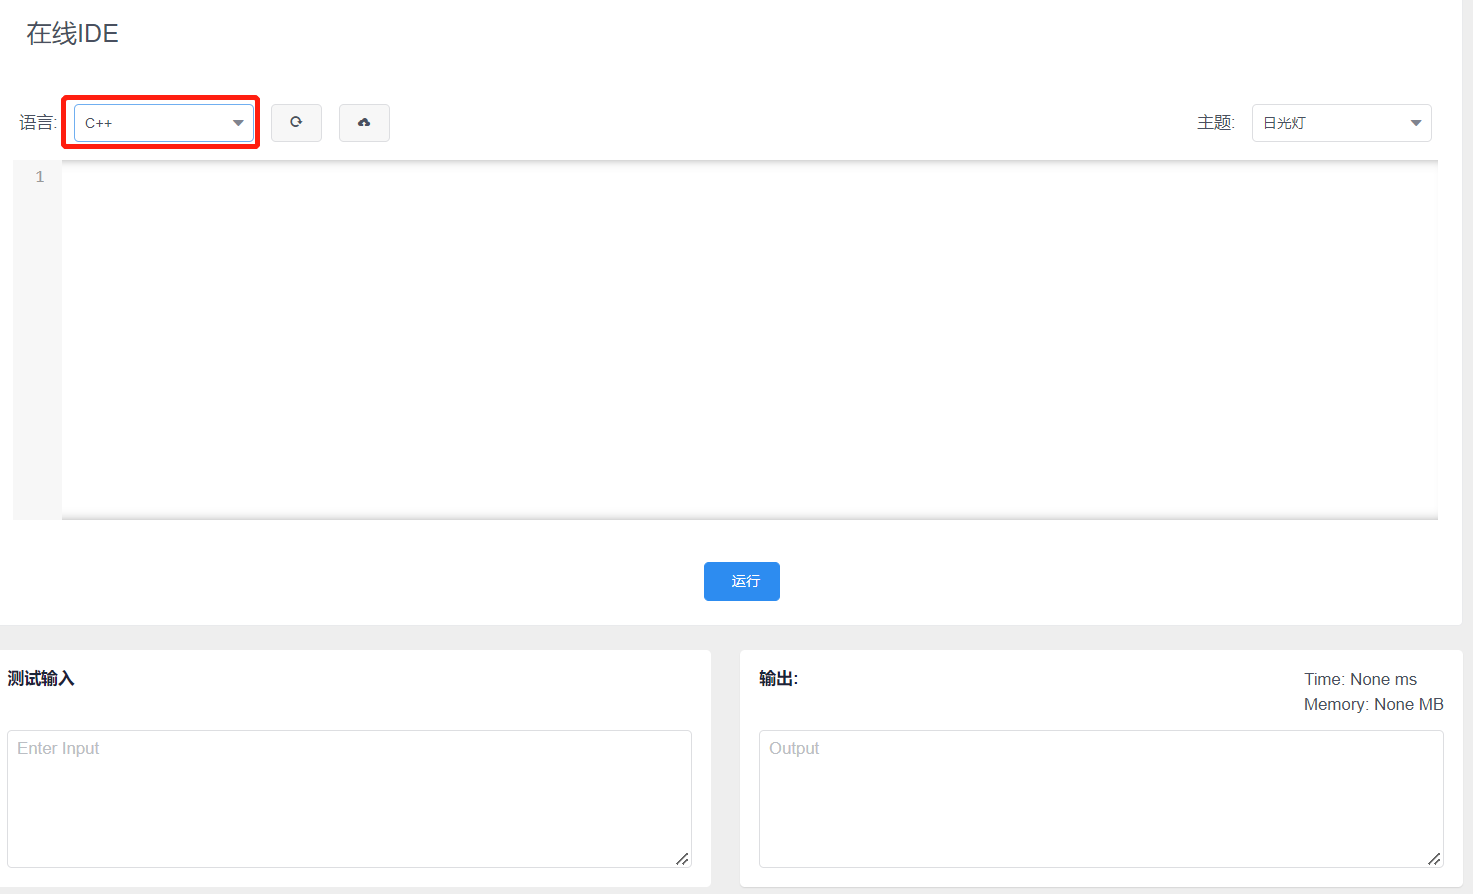 在线IDE
语言: C++ 主题: 日光灯
1
运行
测试输入
Enter Input
输出:
Time: None ms
Memory: None MB
Output